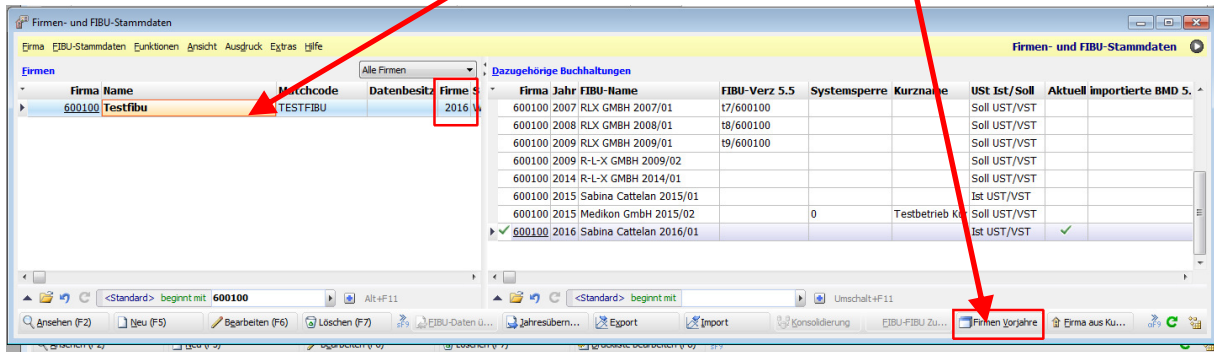 Firmen- und FIBU-Stammdaten
Firma FIBU-Stammdaten Funktionen Ansicht Ausdruck Extras Hilfe Firmen- und FIBU-Stammdaten
Firmen Alle Firmen Dazugehörige Buchhaltungen
Firma Name Matchcode Datenbesitz Firme S Firma Jahr FIBU-Name FIBU-Verz 5.5 Systemsperre Kurzname USt Ist/Soll Aktuell importierte BMD 5.
600100 Testfibu TESTFIBU 2016 600100 2007 RLX GMBH 2007/01 t7/600100 Soll UST/VST
600100 2008 RLX GMBH 2008/01 t8/600100 Soll UST/VST
600100 2009 RLX GMBH 2009/01 t9/600100 Soll UST/VST
600100 2009 R-L-X GMBH 2009/02 Soll UST/VST
600100 2014 R-L-X GMBH 2014/01 Soll UST/VST
600100 2015 Sabina Cattelan 2015/01 Ist UST/VST
600100 2015 Medikon GmbH 2015/02 0 Testbetrieb Soll UST/VST
600100 2016 Sabina Cattelan 2016/01 Ist UST/VST
<Standard> beginnt mit 600100 Alt+F11 <Standard> beginnt mit Umschalt+F11
Ansehen (F2) Neu (F5) Bearbeiten (F6) Löschen (F7) FIBU-Daten ü... Jahresübern... Export Import Konsolidierung FIBU-FIBU Zu... Firmen Vorjahre Firma aus Ku...